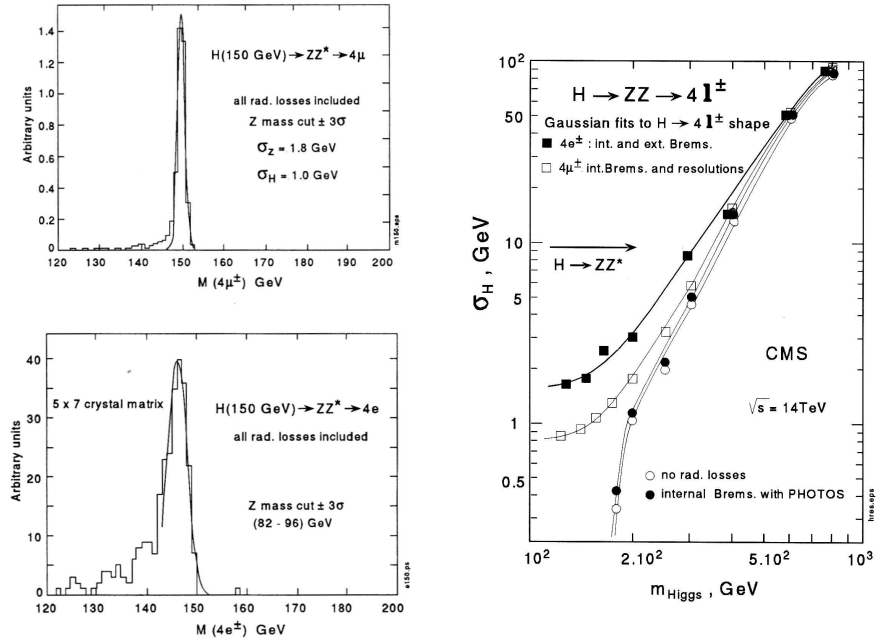 1.4
1.2
1.0
0.8
0.6
0.4
0.2
0
Arbitrary units
H(150 GeV)→ZZ*→4μ
all rad. losses included
Z mass cut ± 3σ
σZ = 1.8 GeV
σH = 1.0 GeV
m150.eps
120 130 140 150 160 170 180 190 200
M (4μ±) GeV
40
30
20
10
0
Arbitrary units
5 x 7 crystal matrix
H(150 GeV)→ZZ*→4e
all rad. losses included
Z mass cut ± 3σ
(82 - 96) GeV
e150.ps
120 130 140 150 160 170 180 190 200
M (4e±) GeV
10²
50
10
5
1
0.5
σH , GeV
H → ZZ → 4 l±
Gaussian fits to H → 4 l± shape
■ 4e± : int. and ext. Brems.
□ 4μ± int.Brems. and resolutions
H → ZZ*
CMS
√s = 14TeV
○ no rad. losses
● internal Brems. with PHOTOS
hres.eps
10² 2.10² 5.10² 10³
mHiggs , GeV